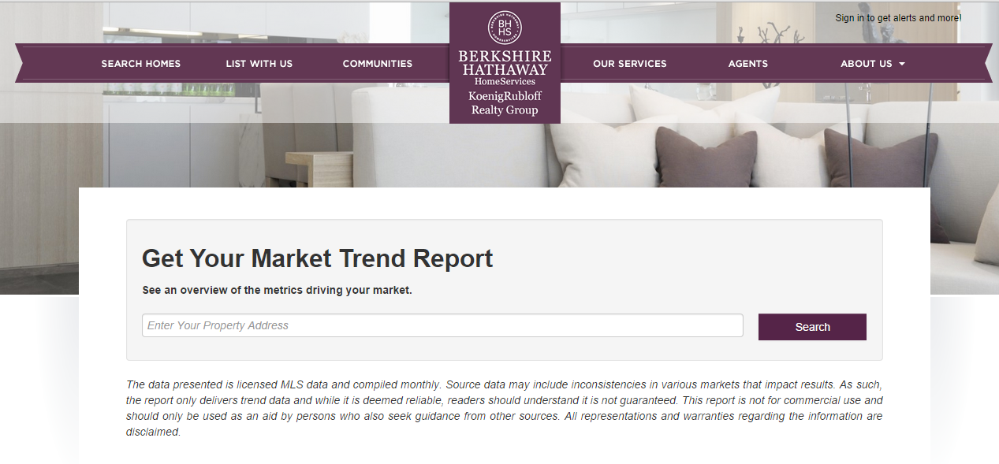 Sign in to get alerts and more!
SEARCH HOMES
LIST WITH US
COMMUNITIES
BERKSHIRE HATHAWAY HOMESERVICES
BH
HS
BERKSHIRE
HATHAWAY
HomeServices
KoenigRubloff
Realty Group
OUR SERVICES
AGENTS
ABOUT US
Get Your Market Trend Report
See an overview of the metrics driving your market.
Enter Your Property Address
Search
The data presented is licensed MLS data and compiled monthly. Source data may include inconsistencies in various markets that impact results. As such,
the report only delivers trend data and while it is deemed reliable, readers should understand it is not guaranteed. This report is not for commercial use and
should only be used as an aid by persons who also seek guidance from other sources. All representations and warranties regarding the information are
disclaimed.